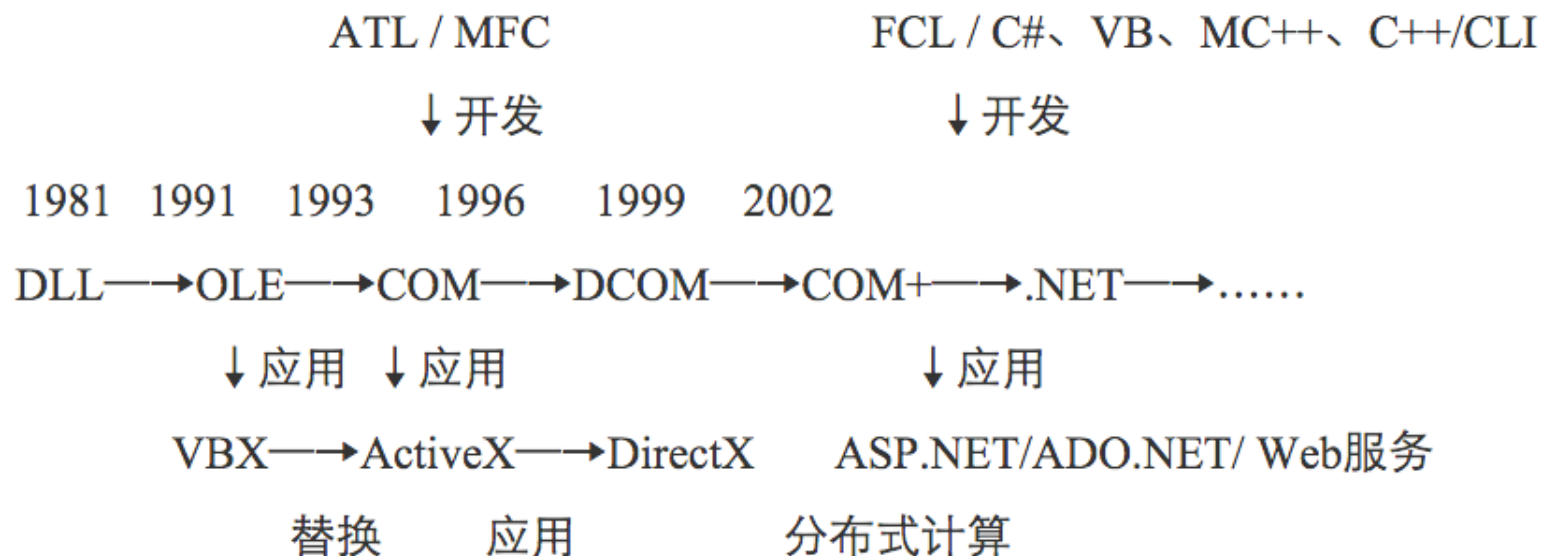 ATL / MFC FCL / C#、VB、MC++、C++/CLI
↓开发 ↓开发
1981 1991 1993 1996 1999 2002
DLL—→OLE—→COM—→DCOM—→COM+—→.NET—→……
↓应用 ↓应用 ↓应用
VBX—→ActiveX—→DirectX ASP.NET/ADO.NET/ Web服务
替换 应用 分布式计算